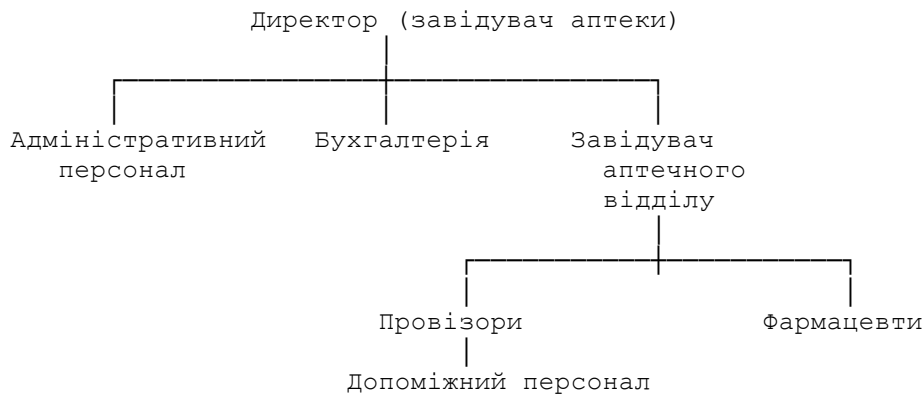 Директор (завідувач аптеки)
Адміністративний персонал
Бухгалтерія
Завідувач аптечного відділу
Провізори
Фармацевти
Допоміжний персонал